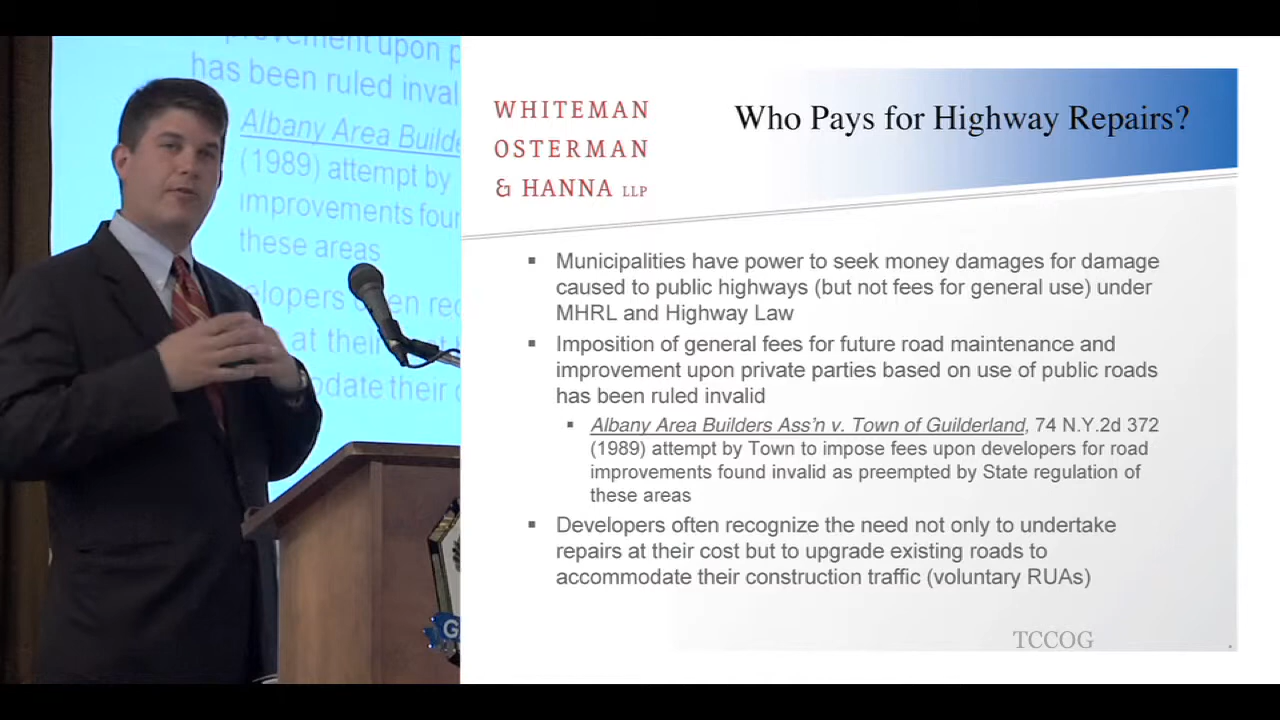 provement upon p
has been ruled inval
Albany Area Builde
(1989) attempt by
improvements foun
these areas
elopers often rec
at their
date their
G
WHITEMAN
OSTERMAN
& HANNA LLP
Who Pays for Highway Repairs?
▪ Municipalities have power to seek money damages for damage
caused to public highways (but not fees for general use) under
MHRL and Highway Law
▪ Imposition of general fees for future road maintenance and
improvement upon private parties based on use of public roads
has been ruled invalid
▪ Albany Area Builders Ass'n v. Town of Guilderland, 74 N.Y.2d 372
(1989) attempt by Town to impose fees upon developers for road
improvements found invalid as preempted by State regulation of
these areas
▪ Developers often recognize the need not only to undertake
repairs at their cost but to upgrade existing roads to
accommodate their construction traffic (voluntary RUAs)
TCCOG